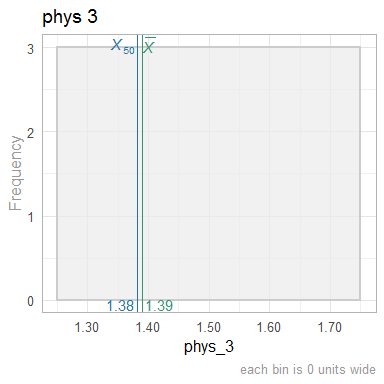 phys 3
X50 X̅
3
2
1
0
Frequency
1.38 1.39
1.30 1.40 1.50 1.60 1.70
phys_3
each bin is 0 units wide